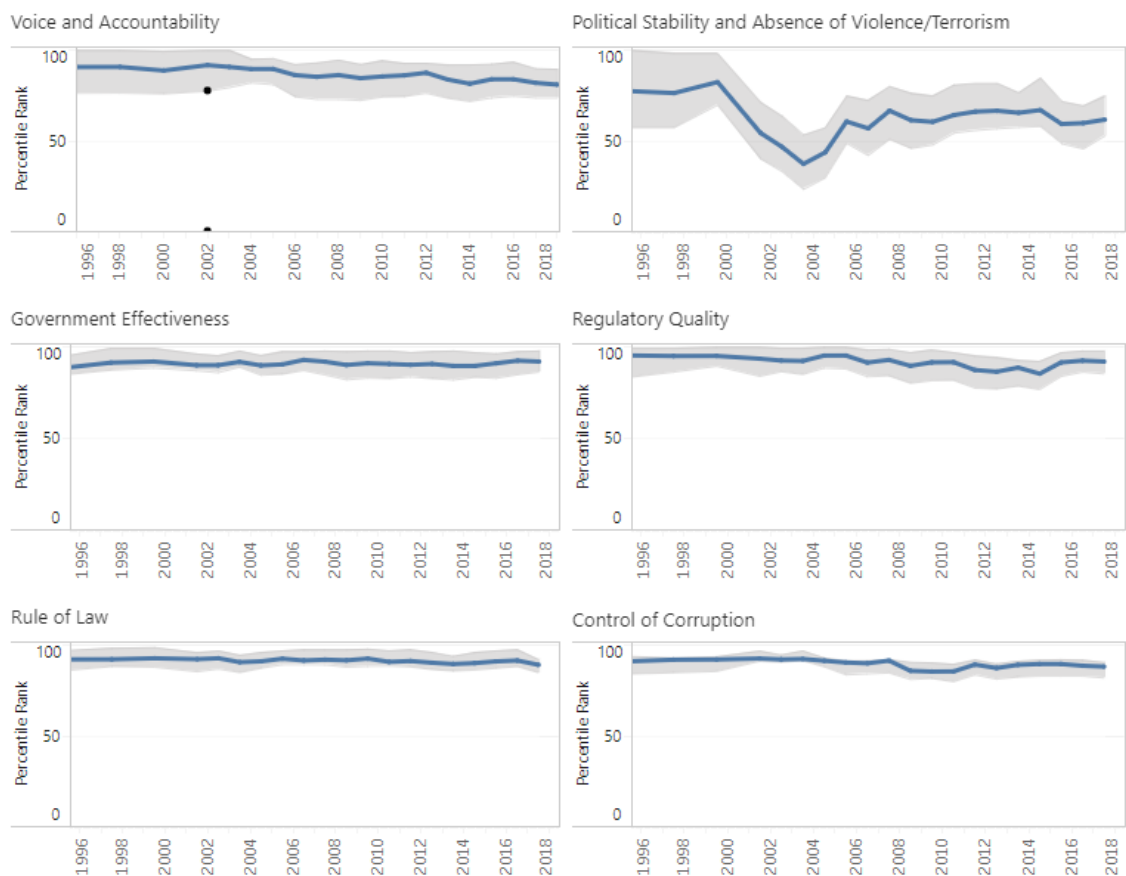 Voice and Accountability
Percentile Rank
100
50
0
1996 1998 2000 2002 2004 2006 2008 2010 2012 2014 2016 2018
Political Stability and Absence of Violence/Terrorism
Percentile Rank
100
50
0
1996 1998 2000 2002 2004 2006 2008 2010 2012 2014 2016 2018
Government Effectiveness
Percentile Rank
100
50
0
1996 1998 2000 2002 2004 2006 2008 2010 2012 2014 2016 2018
Regulatory Quality
Percentile Rank
100
50
0
1996 1998 2000 2002 2004 2006 2008 2010 2012 2014 2016 2018
Rule of Law
Percentile Rank
100
50
0
1996 1998 2000 2002 2004 2006 2008 2010 2012 2014 2016 2018
Control of Corruption
Percentile Rank
100
50
0
1996 1998 2000 2002 2004 2006 2008 2010 2012 2014 2016 2018